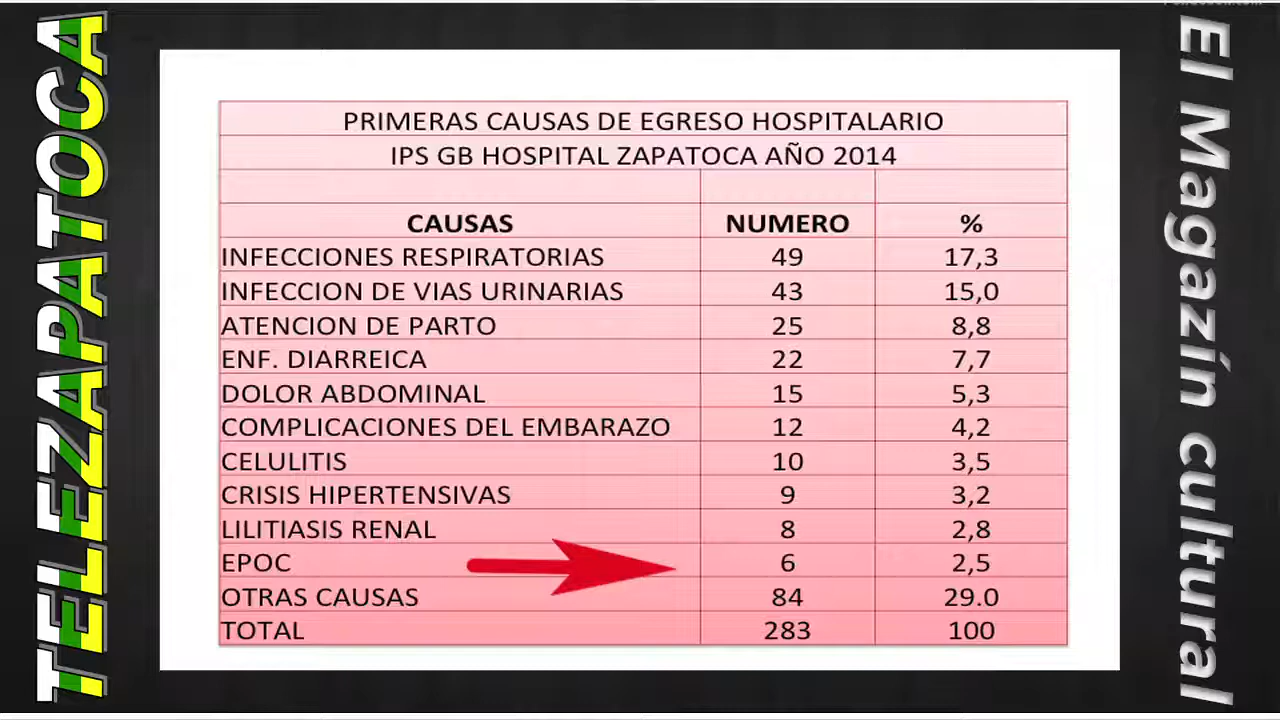 TELEZAPATOCA
PRIMERAS CAUSAS DE EGRESO HOSPITALARIO
IPS GB HOSPITAL ZAPATOCA AÑO 2014
CAUSAS NUMERO %
INFECCIONES RESPIRATORIAS 49 17,3
INFECCION DE VIAS URINARIAS 43 15,0
ATENCION DE PARTO 25 8,8
ENF. DIARREICA 22 7,7
DOLOR ABDOMINAL 15 5,3
COMPLICACIONES DEL EMBARAZO 12 4,2
CELULITIS 10 3,5
CRISIS HIPERTENSIVAS 9 3,2
LILITIASIS RENAL 8 2,8
EPOC 6 2,5
OTRAS CAUSAS 84 29.0
TOTAL 283 100
El Magazín cultural